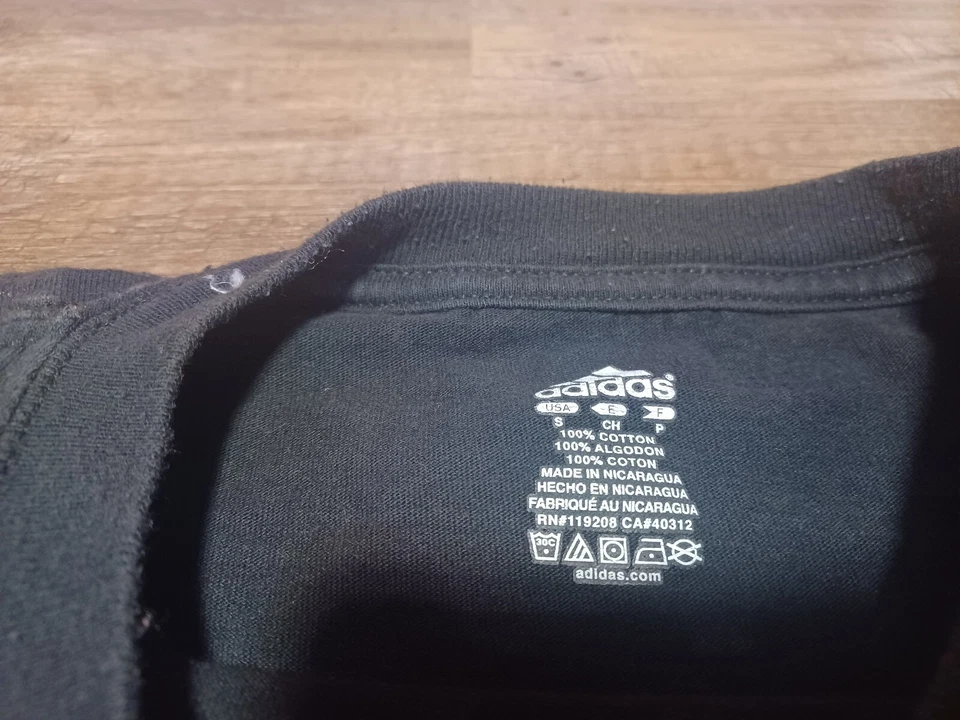 adidas®
USA E F
S CH P
100% COTTON
100% ALGODON
100% COTON
MADE IN NICARAGUA
HECHO EN NICARAGUA
FABRIQUÉ AU NICARAGUA
RN#119208 CA#40312
30C
adidas.com